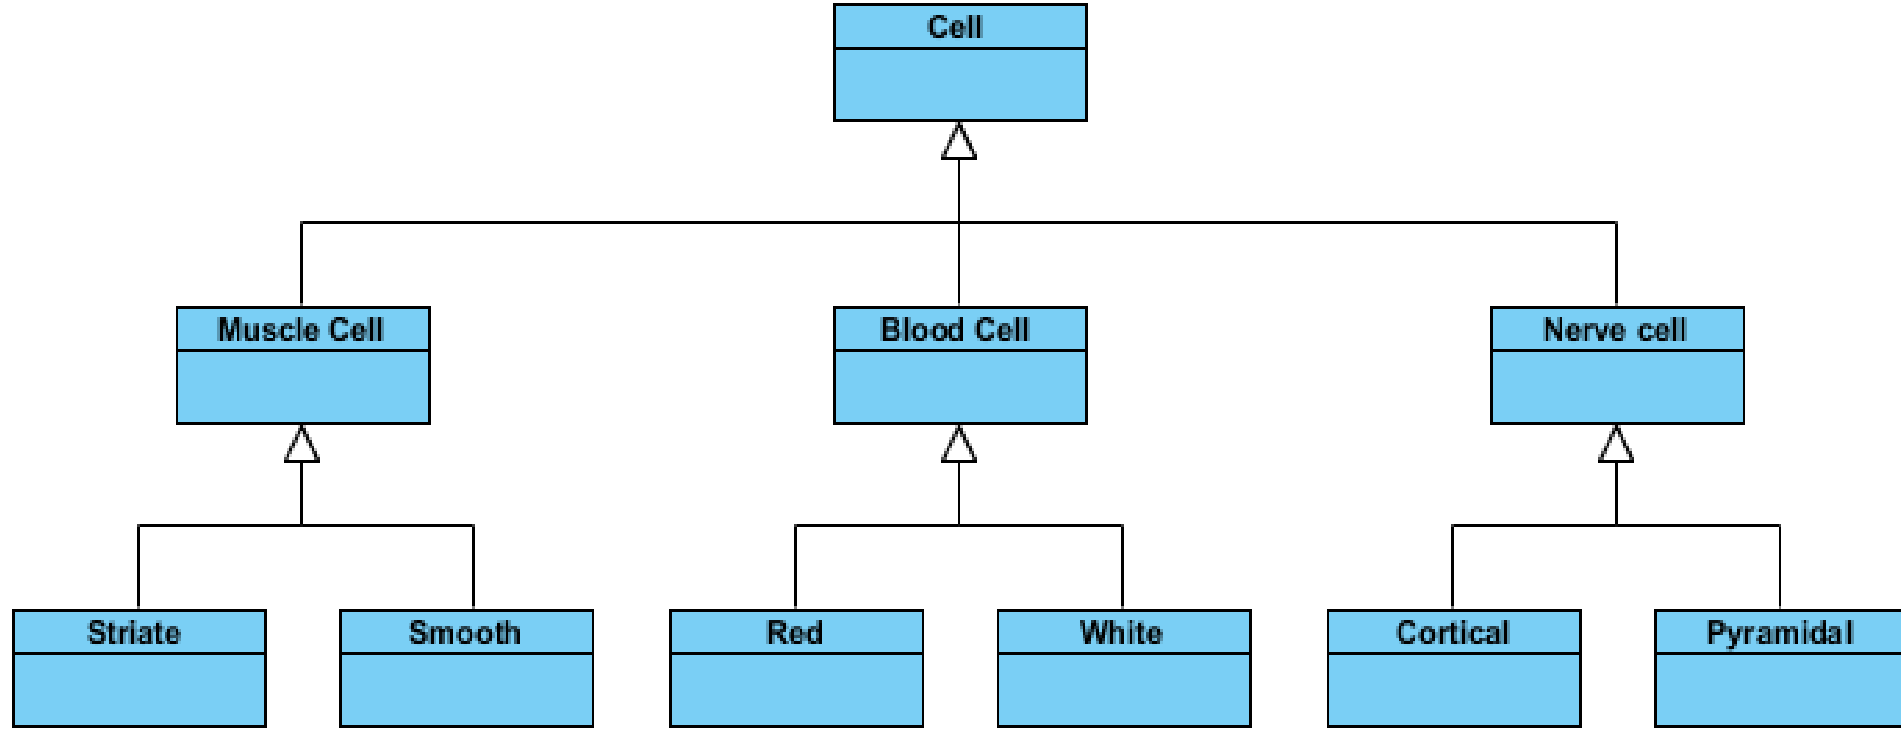 Cell
Muscle Cell
Blood Cell
Nerve cell
Striate
Smooth
Red
White
Cortical
Pyramidal